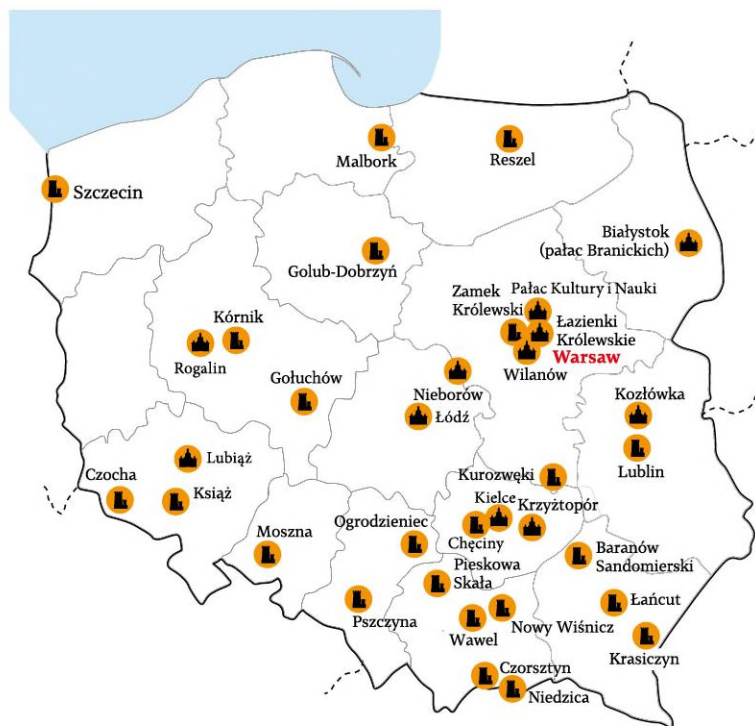 Malbork
Reszel
Szczecin
Białystok
(pałac Branickich)
Golub-Dobrzyń
Pałac Kultury i Nauki
Zamek
Królewski
Łazienki
Królewskie
Warsaw
Wilanów
Kórnik
Rogalin
Gołuchów
Nieborów
Łódź
Kozłówka
Lublin
Lubiąż
Czocha
Książ
Kurozwęki
Kielce
Krzyżtopór
Chęciny
Moszna
Ogrodzieniec
Baranów
Sandomierski
Pieskowa
Skała
Pszczyna
Łańcut
Nowy Wiśnicz
Wawel
Krasiczyn
Czorsztyn
Niedzica